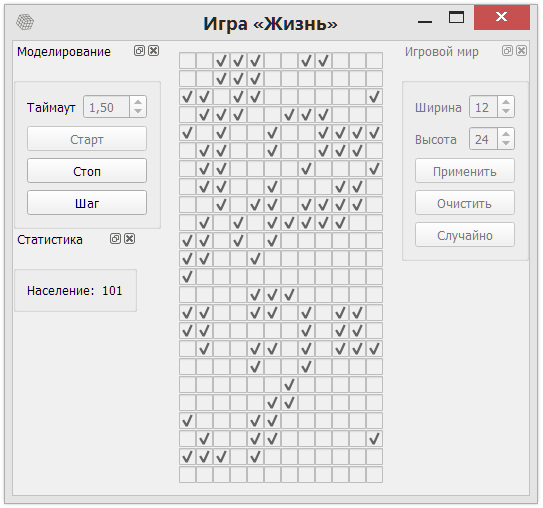 Игра «Жизнь»
Моделирование
Таймаут 1,50
Старт
Стоп
Шаг
Статистика
Население: 101
Игровой мир
Ширина 12
Высота 24
Применить
Очистить
Случайно